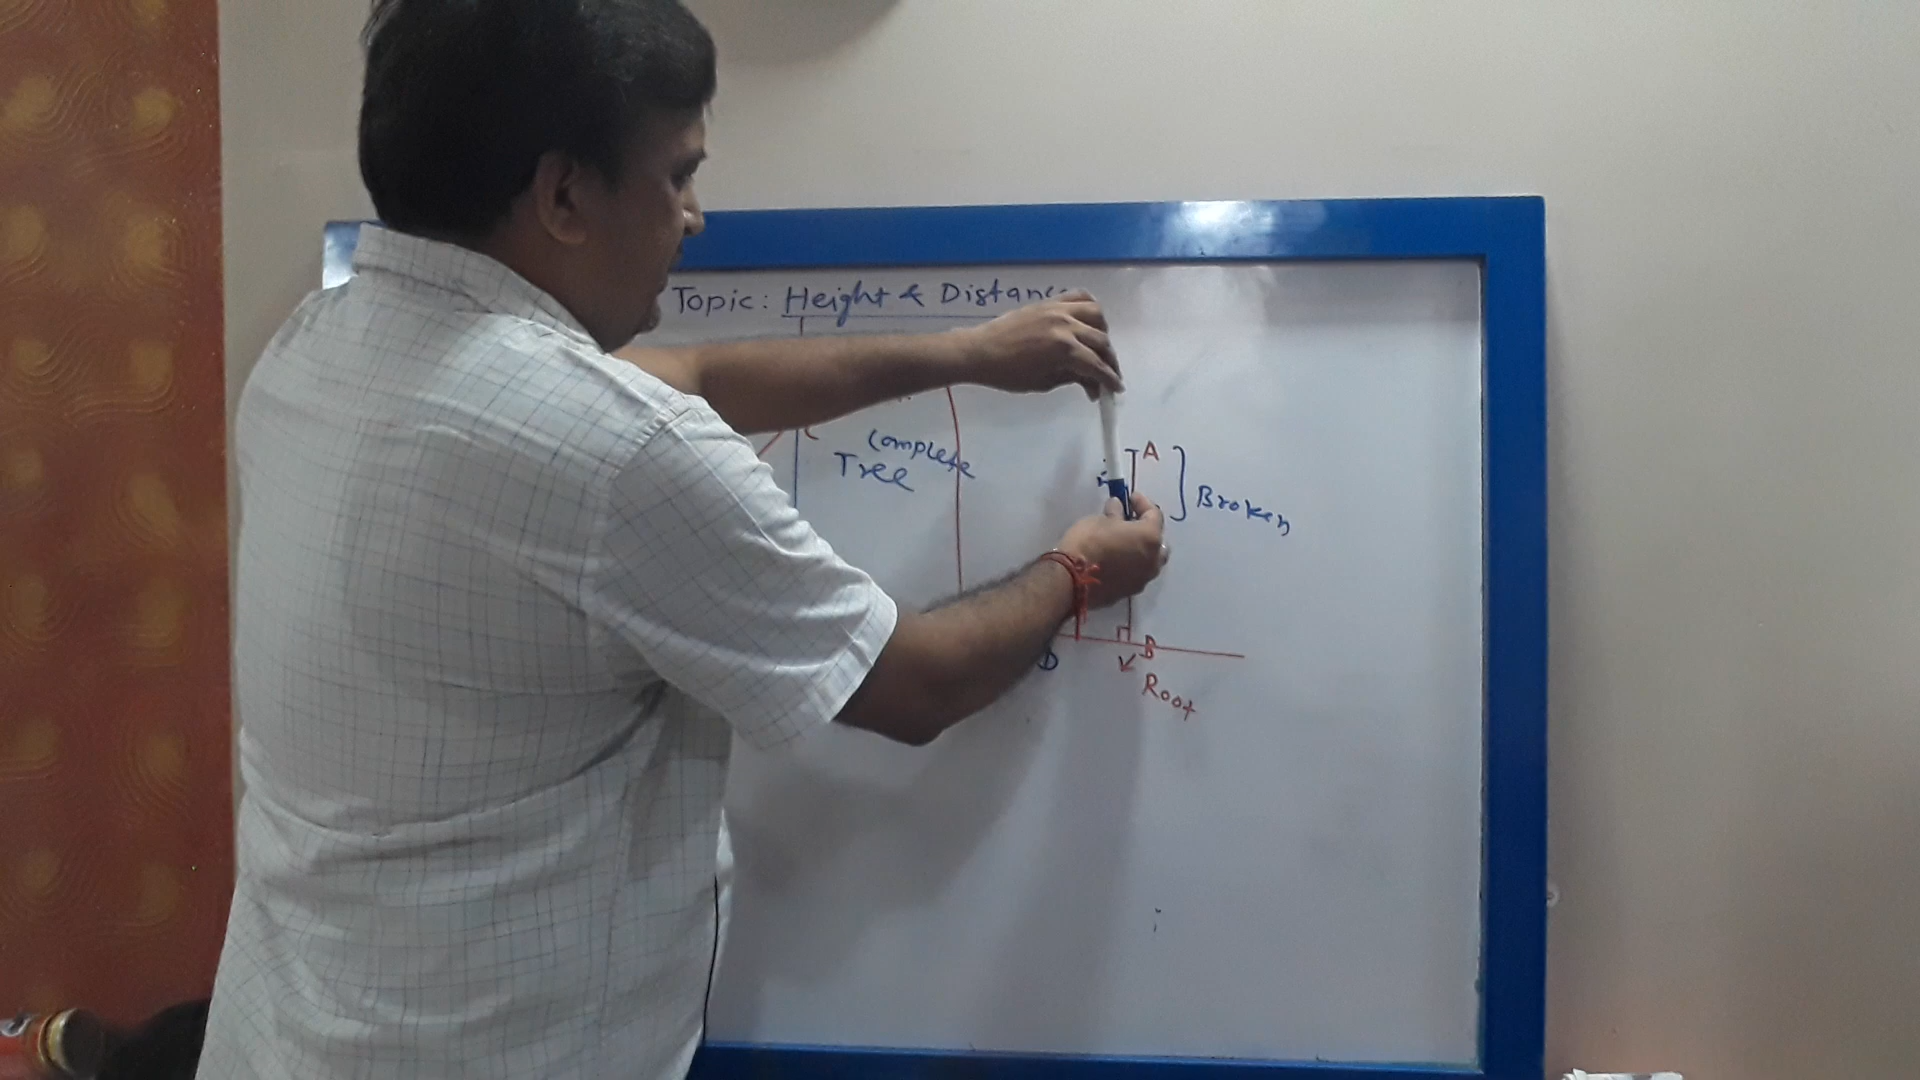 Topic: Height & Distance
Complete
Tree
A
Broken
B
D
Root